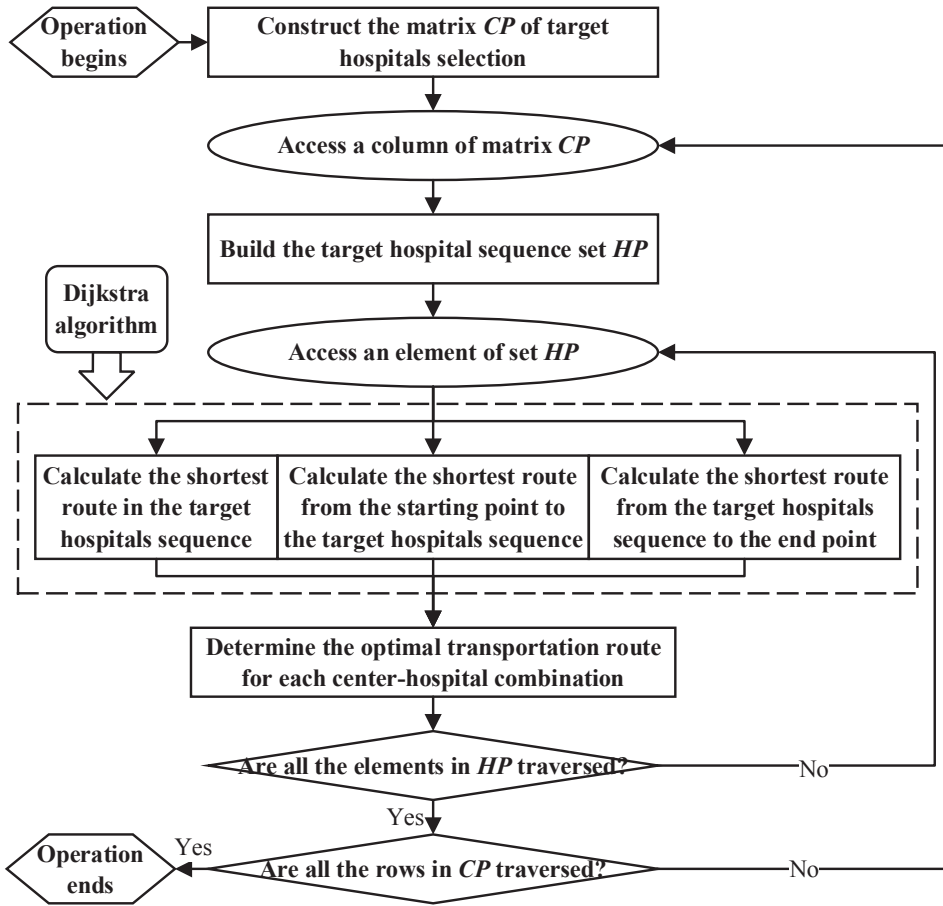 Operation
begins
Construct the matrix CP of target
hospitals selection
Access a column of matrix CP
Build the target hospital sequence set HP
Dijkstra
algorithm
Access an element of set HP
Calculate the shortest
route in the target
hospitals sequence
Calculate the shortest route
from the starting point to
the target hospitals sequence
Calculate the shortest route
from the target hospitals
sequence to the end point
Determine the optimal transportation route
for each center-hospital combination
Are all the elements in HP traversed?
No
Yes
Operation
ends
Yes
Are all the rows in CP traversed?
No